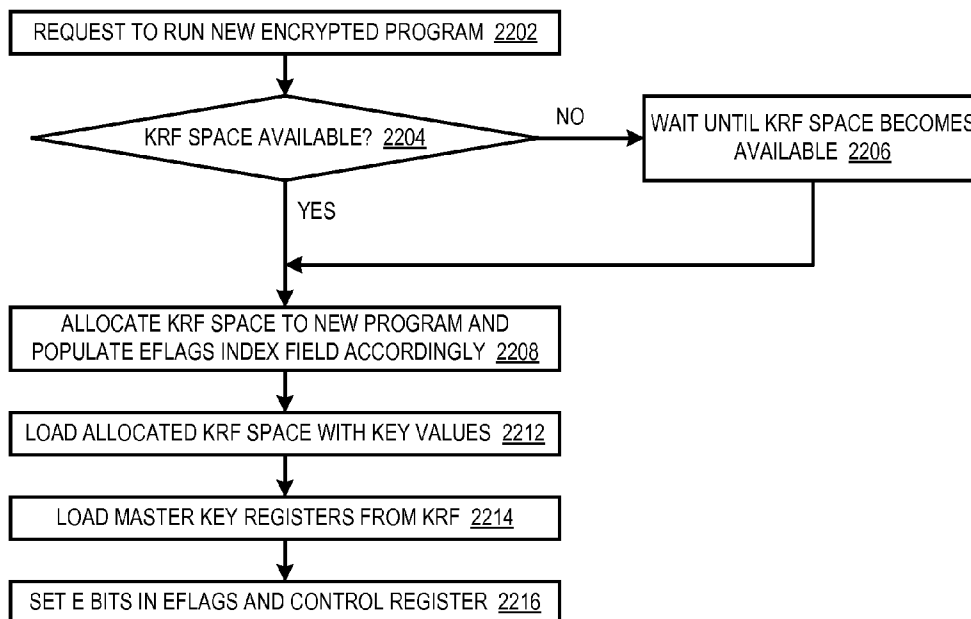 REQUEST TO RUN NEW ENCRYPTED PROGRAM 2202
KRF SPACE AVAILABLE? 2204
NO
WAIT UNTIL KRF SPACE BECOMES
AVAILABLE 2206
YES
ALLOCATE KRF SPACE TO NEW PROGRAM AND
POPULATE EFLAGS INDEX FIELD ACCORDINGLY 2208
LOAD ALLOCATED KRF SPACE WITH KEY VALUES 2212
LOAD MASTER KEY REGISTERS FROM KRF 2214
SET E BITS IN EFLAGS AND CONTROL REGISTER 2216